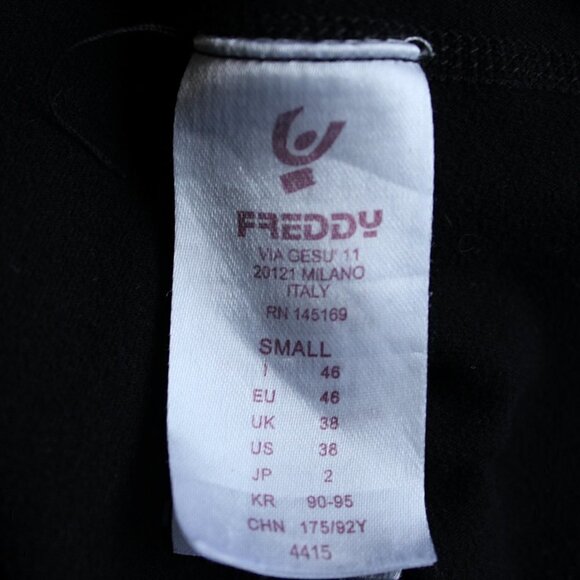 FREDDY
VIA GESU' 11
20121 MILANO
ITALY
RN 145169
SMALL
I 46
EU 46
UK 38
US 38
JP 2
KR 90-95
CHN 175/92Y
4415